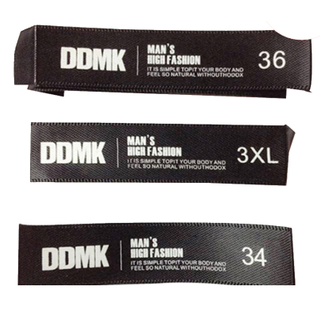 DDMK
MAN'S
HIGH FASHION
IT IS SIMPLE TOPIT YOUR BODY AND
FEEL SO NATURAL WITHOUTHODOX
36
DDMK
MAN'S
HIGH FASHION
IT IS SIMPLE TOPIT YOUR BODY AND
FEEL SO NATURAL WITHOUTHODOX
3XL
DDMK
MAN'S
HIGH FASHION
IT IS SIMPLE TOPIT YOUR BODY AND
FEEL SO NATURAL WITHOUTHODOX
34